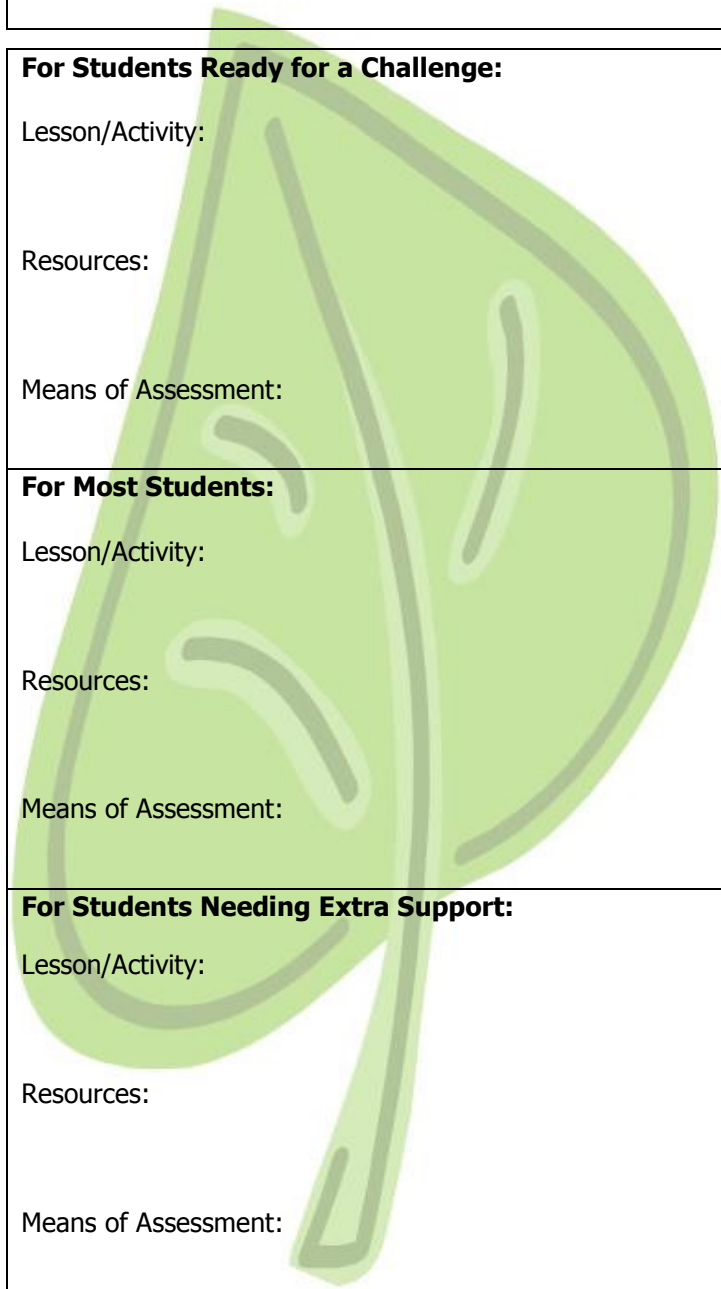 For Students Ready for a Challenge:
Lesson/Activity:
Resources:
Means of Assessment:
For Most Students:
Lesson/Activity:
Resources:
Means of Assessment:
For Students Needing Extra Support:
Lesson/Activity:
Resources:
Means of Assessment: